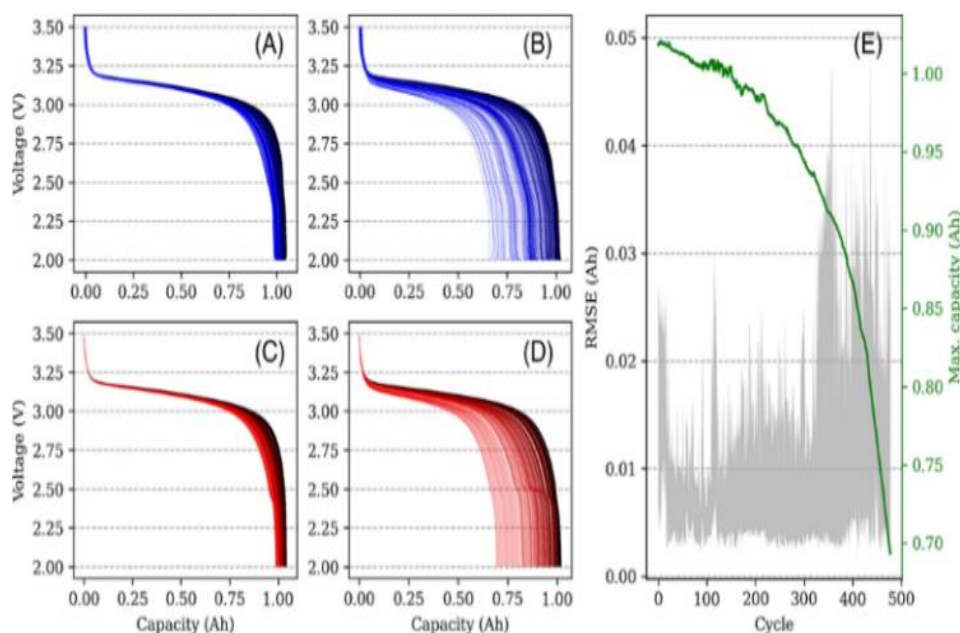 (A)
Voltage (V)
3.50
3.25
3.00
2.75
2.50
2.25
2.00
0.00 0.25 0.50 0.75 1.00
(B)
3.50
3.25
3.00
2.75
2.50
2.25
2.00
0.00 0.25 0.50 0.75 1.00
(C)
Voltage (V)
3.50
3.25
3.00
2.75
2.50
2.25
2.00
0.00 0.25 0.50 0.75 1.00
Capacity (Ah)
(D)
3.50
3.25
3.00
2.75
2.50
2.25
2.00
0.00 0.25 0.50 0.75 1.00
Capacity (Ah)
(E)
RMSE (Ah)
0.05
0.04
0.03
0.02
0.01
0.00
0 100 200 300 400 500
Cycle
Max. capacity (Ah)
1.00
0.95
0.90
0.85
0.80
0.75
0.70